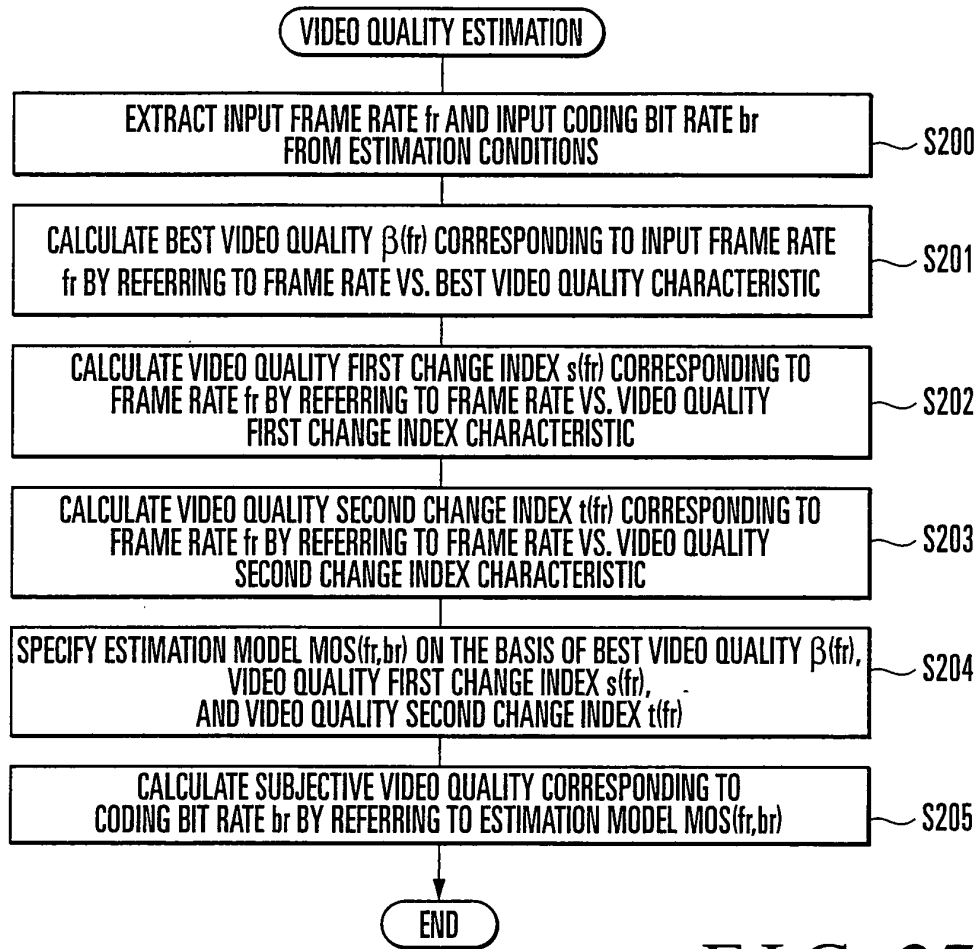 VIDEO QUALITY ESTIMATION
EXTRACT INPUT FRAME RATE fr AND INPUT CODING BIT RATE br
FROM ESTIMATION CONDITIONS
S200
CALCULATE BEST VIDEO QUALITY β(fr) CORRESPONDING TO INPUT FRAME RATE
fr BY REFERRING TO FRAME RATE VS. BEST VIDEO QUALITY CHARACTERISTIC
S201
CALCULATE VIDEO QUALITY FIRST CHANGE INDEX s(fr) CORRESPONDING TO
FRAME RATE fr BY REFERRING TO FRAME RATE VS. VIDEO QUALITY
FIRST CHANGE INDEX CHARACTERISTIC
S202
CALCULATE VIDEO QUALITY SECOND CHANGE INDEX t(fr) CORRESPONDING TO
FRAME RATE fr BY REFERRING TO FRAME RATE VS. VIDEO QUALITY
SECOND CHANGE INDEX CHARACTERISTIC
S203
SPECIFY ESTIMATION MODEL MOS(fr,br) ON THE BASIS OF BEST VIDEO QUALITY β(fr),
VIDEO QUALITY FIRST CHANGE INDEX s(fr),
AND VIDEO QUALITY SECOND CHANGE INDEX t(fr)
S204
CALCULATE SUBJECTIVE VIDEO QUALITY CORRESPONDING TO
CODING BIT RATE br BY REFERRING TO ESTIMATION MODEL MOS(fr,br)
S205
END